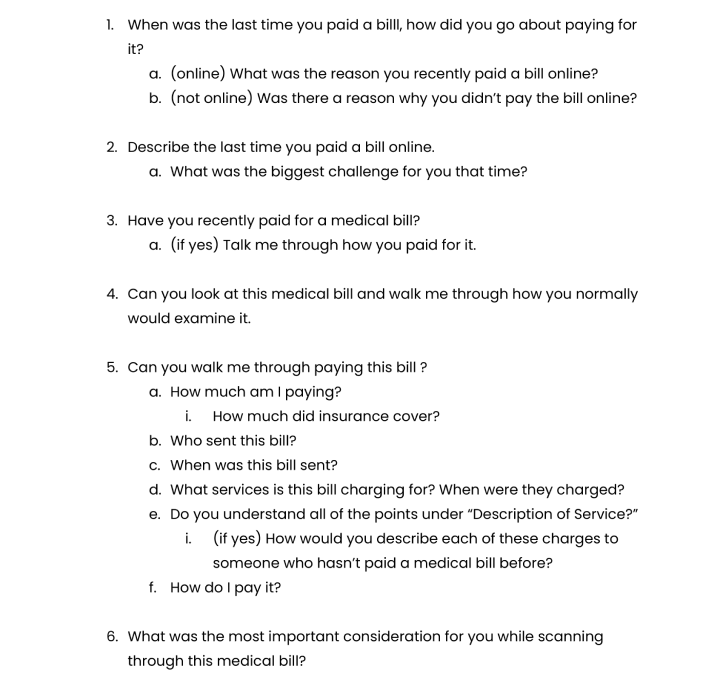 1. When was the last time you paid a billl, how did you go about paying for
it?
a. (online) What was the reason you recently paid a bill online?
b. (not online) Was there a reason why you didn't pay the bill online?
2. Describe the last time you paid a bill online.
a. What was the biggest challenge for you that time?
3. Have you recently paid for a medical bill?
a. (if yes) Talk me through how you paid for it.
4. Can you look at this medical bill and walk me through how you normally
would examine it.
5. Can you walk me through paying this bill ?
a. How much am I paying?
i. How much did insurance cover?
b. Who sent this bill?
c. When was this bill sent?
d. What services is this bill charging for? When were they charged?
e. Do you understand all of the points under “Description of Service?”
i. (if yes) How would you describe each of these charges to
someone who hasn't paid a medical bill before?
f. How do I pay it?
6. What was the most important consideration for you while scanning
through this medical bill?